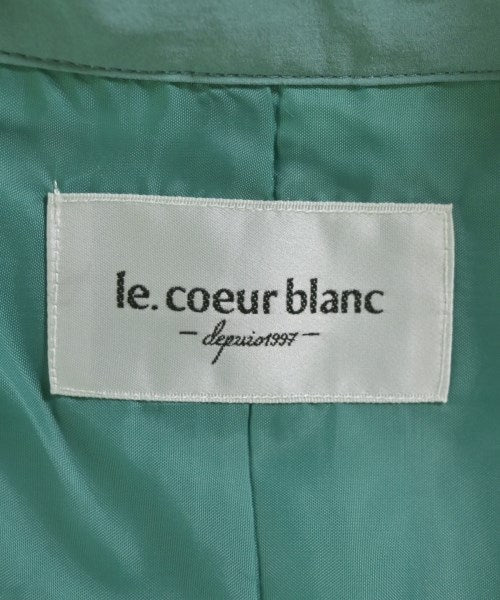 le. coeur blanc
- depuis1997 -